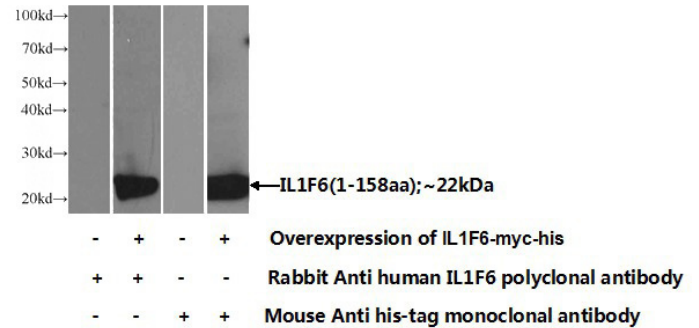 100kd→
70kd→
50kd→
40kd→
30kd→
20kd→
←IL1F6(1-158aa);~22kDa
- + - + Overexpression of IL1F6-myc-his
+ + - - Rabbit Anti human IL1F6 polyclonal antibody
- - + + Mouse Anti his-tag monoclonal antibody